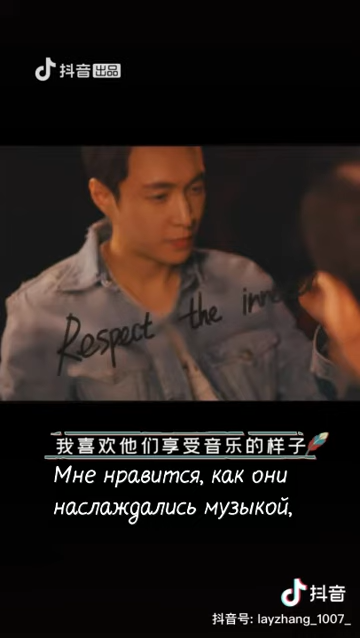 抖音出品
Respect the inn
我喜欢他们享受音乐的样子
Мне нравится, как они
наслаждались музыкой,
抖音
抖音号: layzhang_1007_